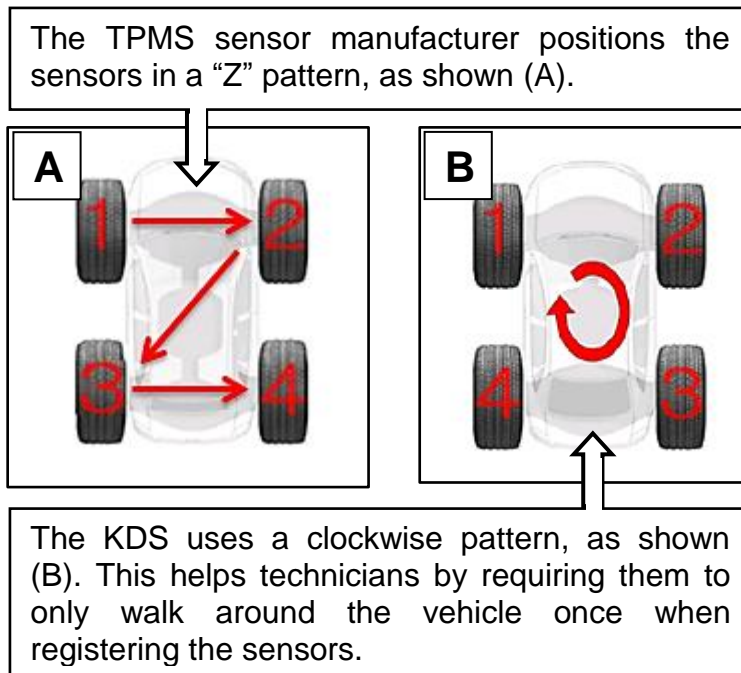 The TPMS sensor manufacturer positions the
sensors in a “Z” pattern, as shown (A).
A
1 2
3 4
B
1 2
4 3
The KDS uses a clockwise pattern, as shown
(B). This helps technicians by requiring them to
only walk around the vehicle once when
registering the sensors.